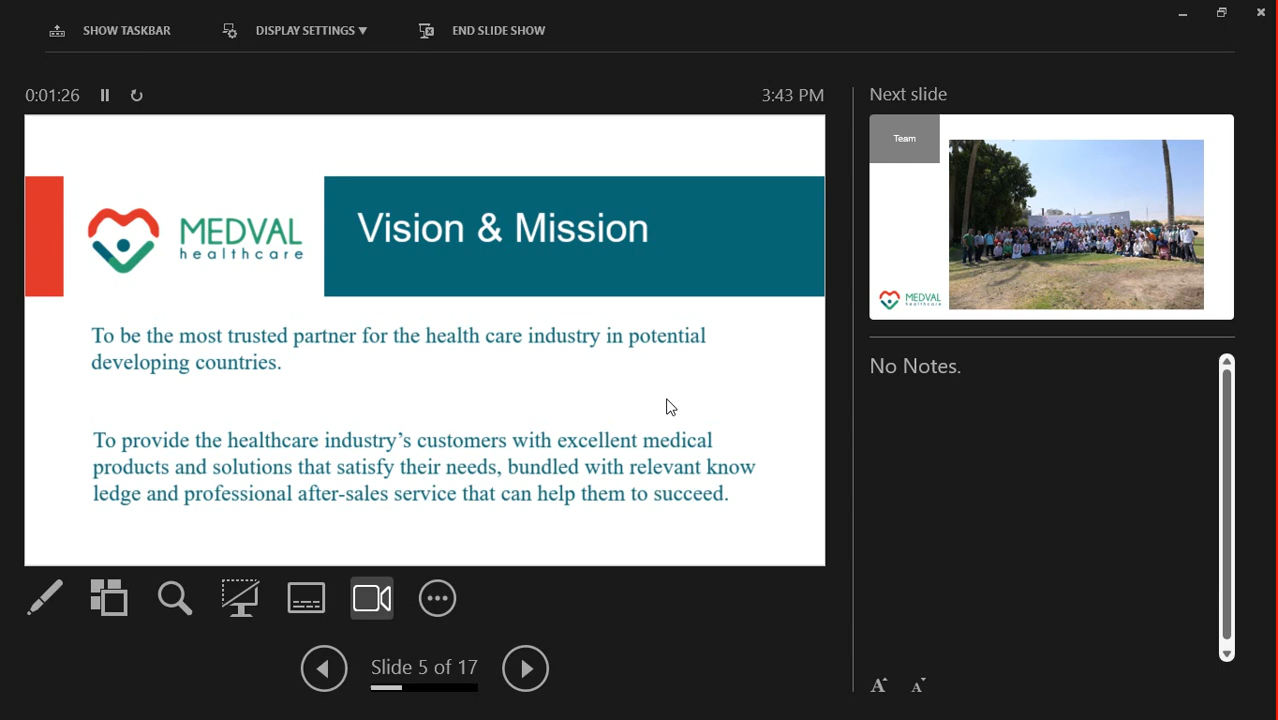 SHOW TASKBAR
DISPLAY SETTINGS ▼
END SLIDE SHOW
0:01:26
3:43 PM
MEDVAL
healthcare
Vision & Mission
To be the most trusted partner for the health care industry in potential
developing countries.
To provide the healthcare industry’s customers with excellent medical
products and solutions that satisfy their needs, bundled with relevant know
ledge and professional after-sales service that can help them to succeed.
Slide 5 of 17
Next slide
Team
MEDVAL
healthcare
No Notes.
A
A